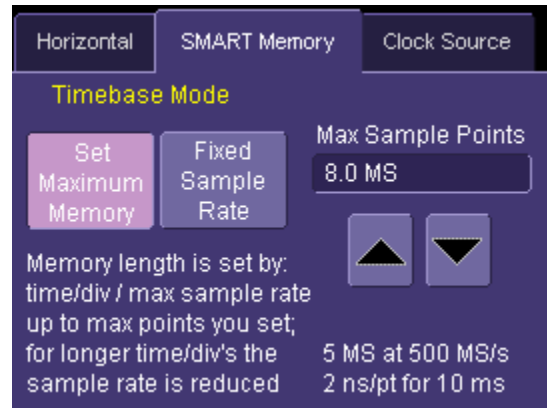 Horizontal SMART Memory Clock Source
Timebase Mode
Set Maximum Memory
Fixed Sample Rate
Max Sample Points
8.0 MS
Memory length is set by:
time/div / max sample rate
up to max points you set;
for longer time/div's the
sample rate is reduced
5 MS at 500 MS/s
2 ns/pt for 10 ms